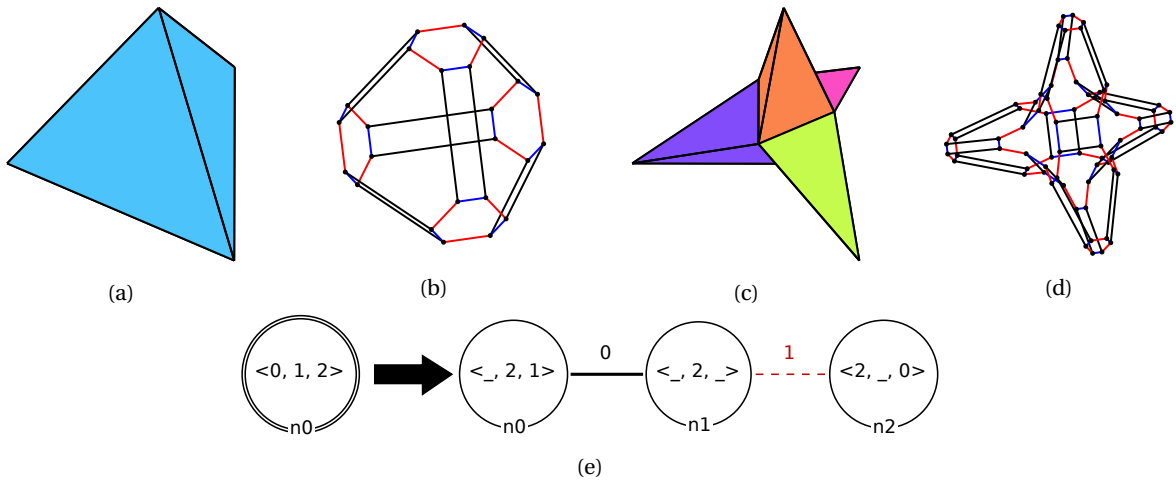 (a)
(b)
(c)
(d)
0
1
<0, 1, 2>
<_, 2, 1>
<_, 2, _>
<2, _, 0>
n0
n0
n1
n2
(e)